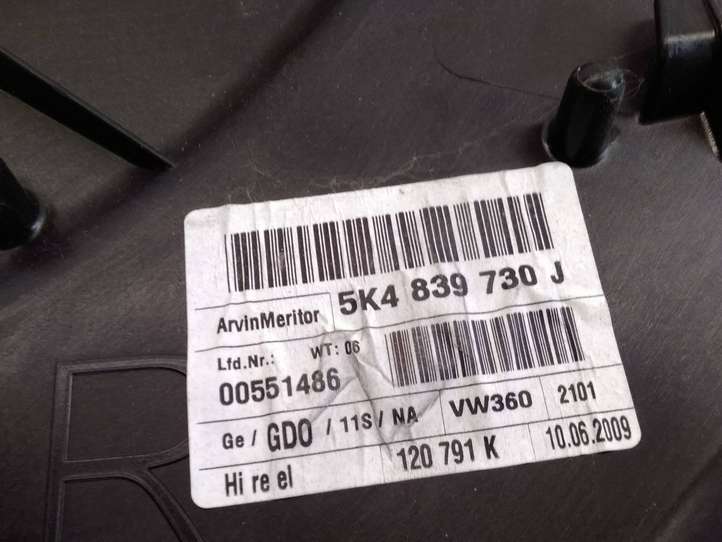 ArvinMeritor 5K4 839 730 J
Lfd.Nr.: WT: 06
00551486
Ge / GDO / 11S / NA VW360 2101
Hi re el 120 791 K 10.06.2009
R